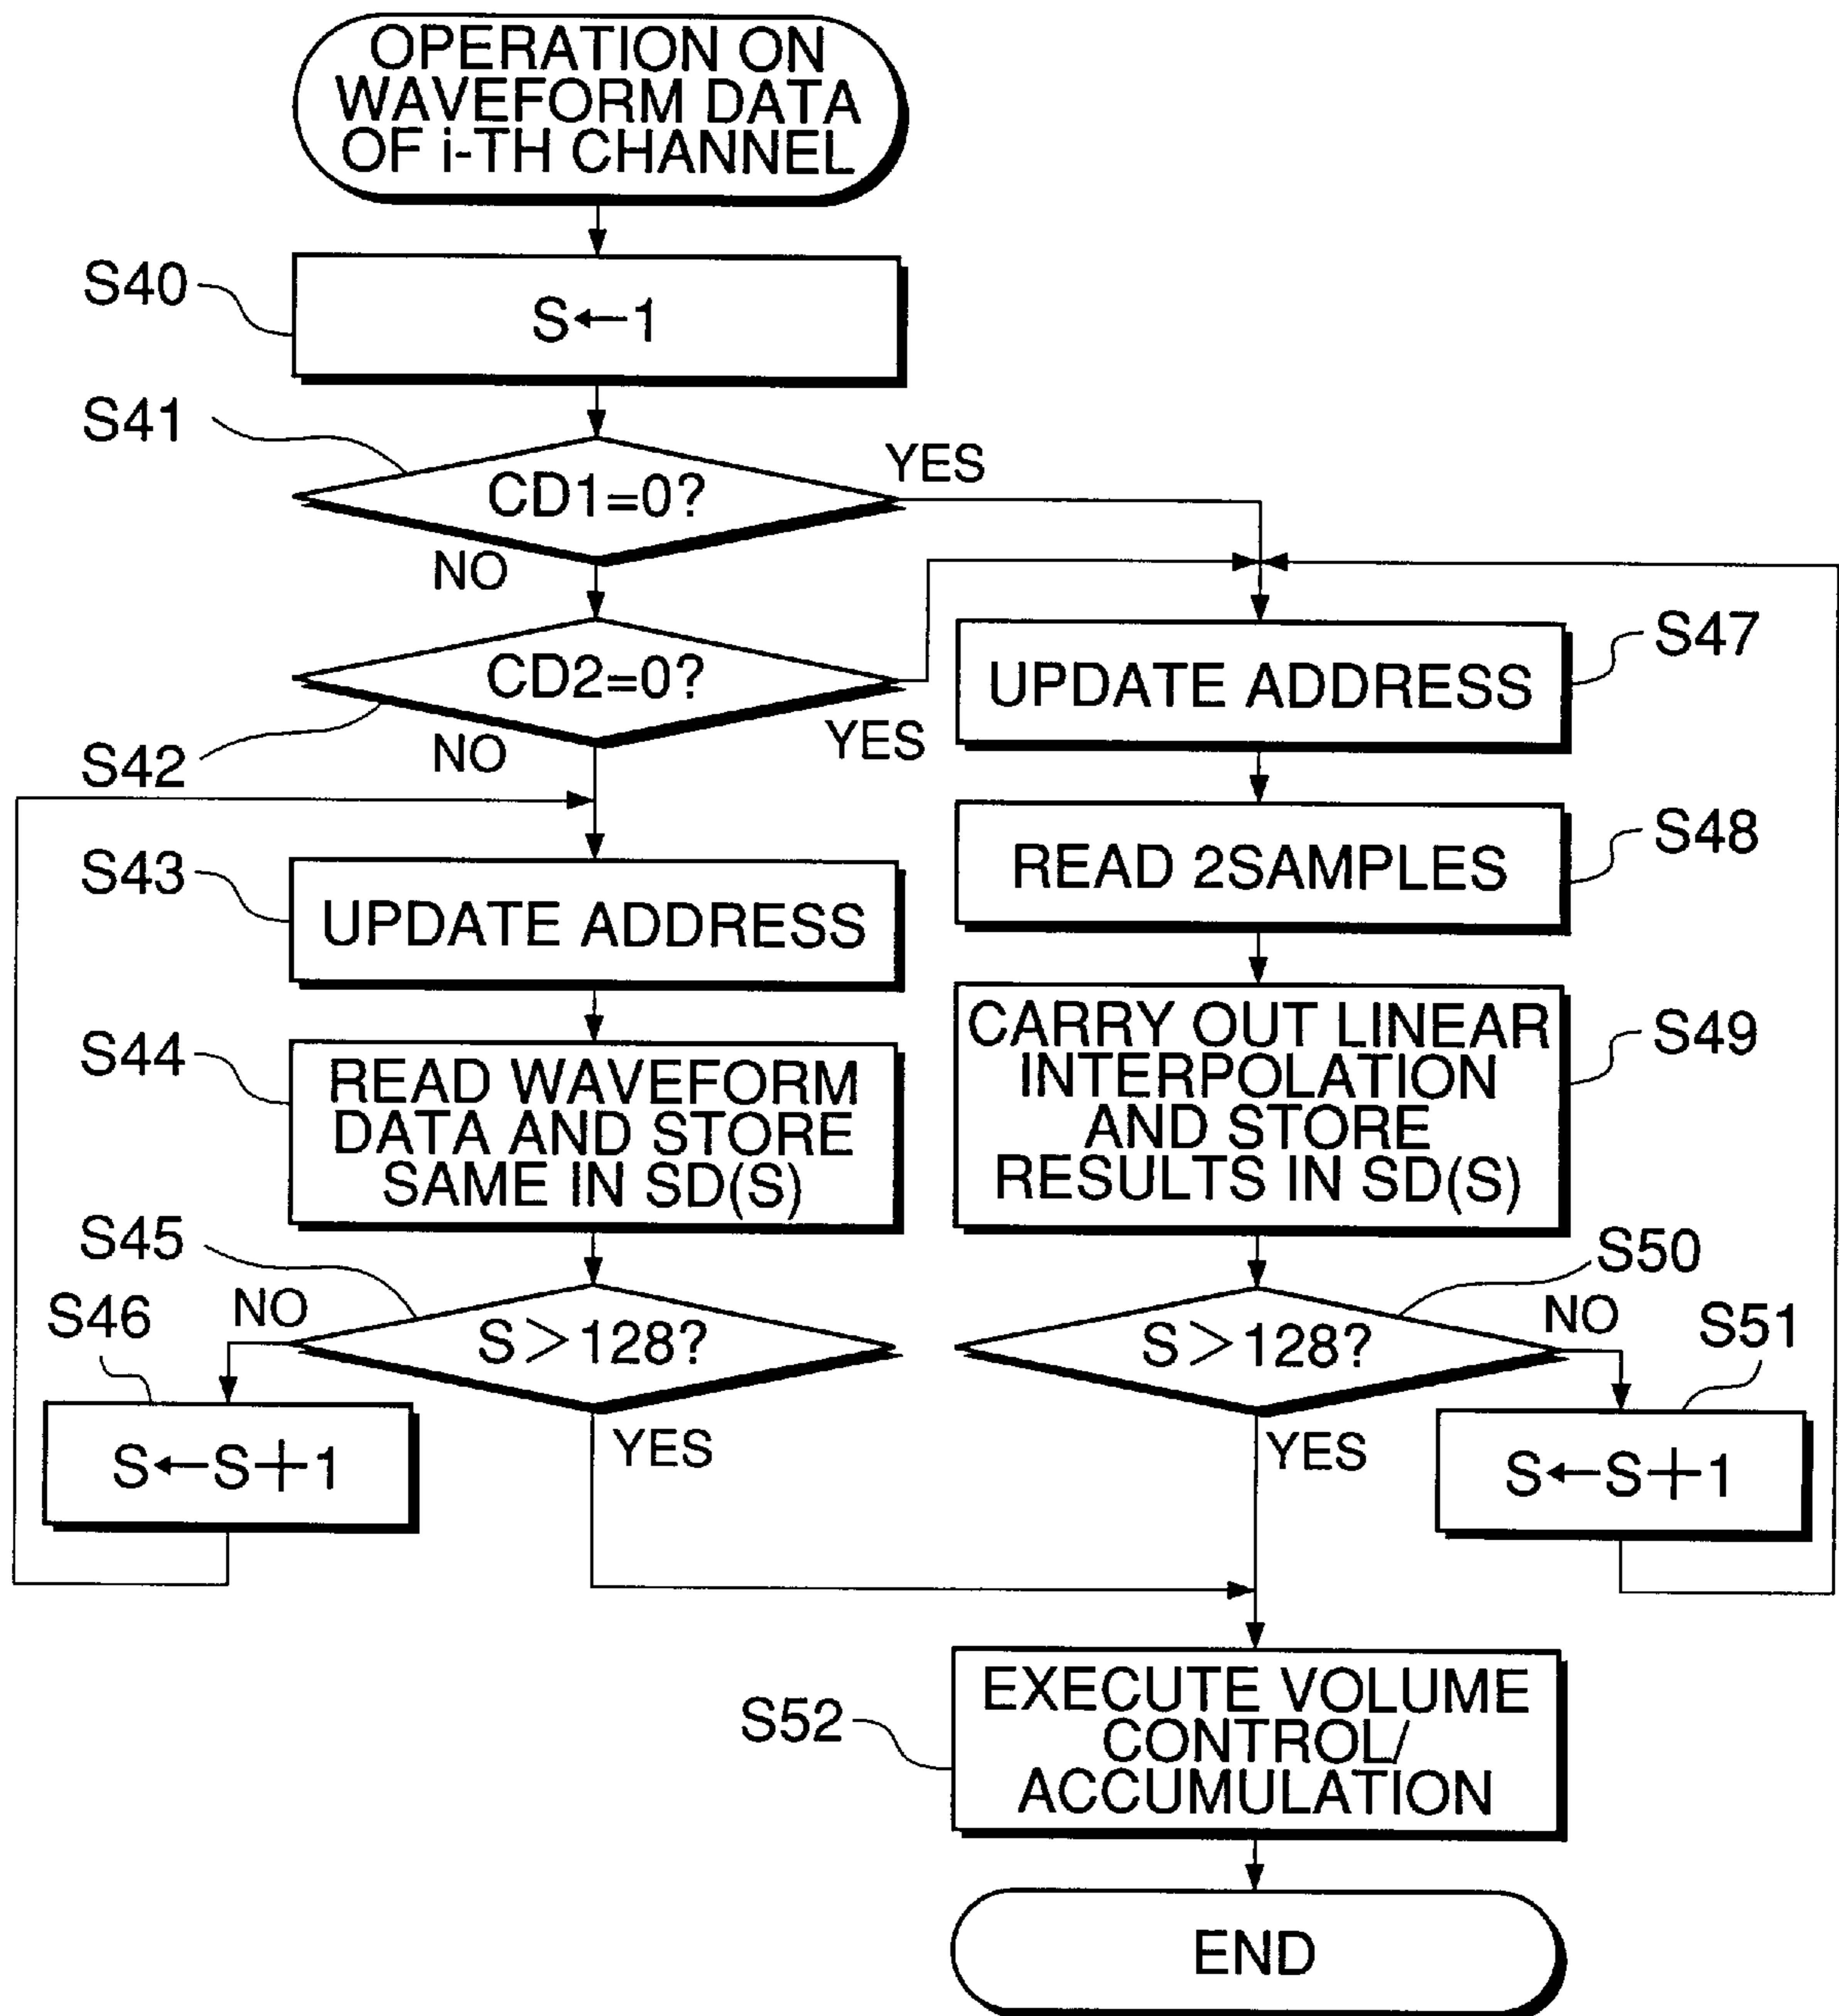 OPERATION ON
WAVEFORM DATA
OF i-TH CHANNEL
S40
S←1
S41
CD1=0?
YES
NO
S42
CD2=0?
YES
NO
S43
UPDATE ADDRESS
S44
READ WAVEFORM
DATA AND STORE
SAME IN SD(S)
S45
S>128?
NO
YES
S46
S←S+1
S47
UPDATE ADDRESS
S48
READ 2SAMPLES
S49
CARRY OUT LINEAR
INTERPOLATION
AND STORE
RESULTS IN SD(S)
S50
S>128?
NO
YES
S51
S←S+1
S52
EXECUTE VOLUME
CONTROL/
ACCUMULATION
END